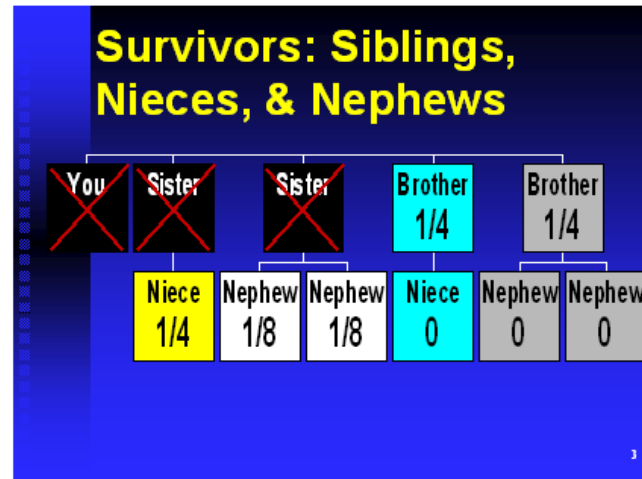 Survivors: Siblings,
Nieces, & Nephews
You Sister Sister Brother Brother
1/4 1/4
Niece Nephew Nephew Niece Nephew Nephew
1/4 1/8 1/8 0 0 0
3